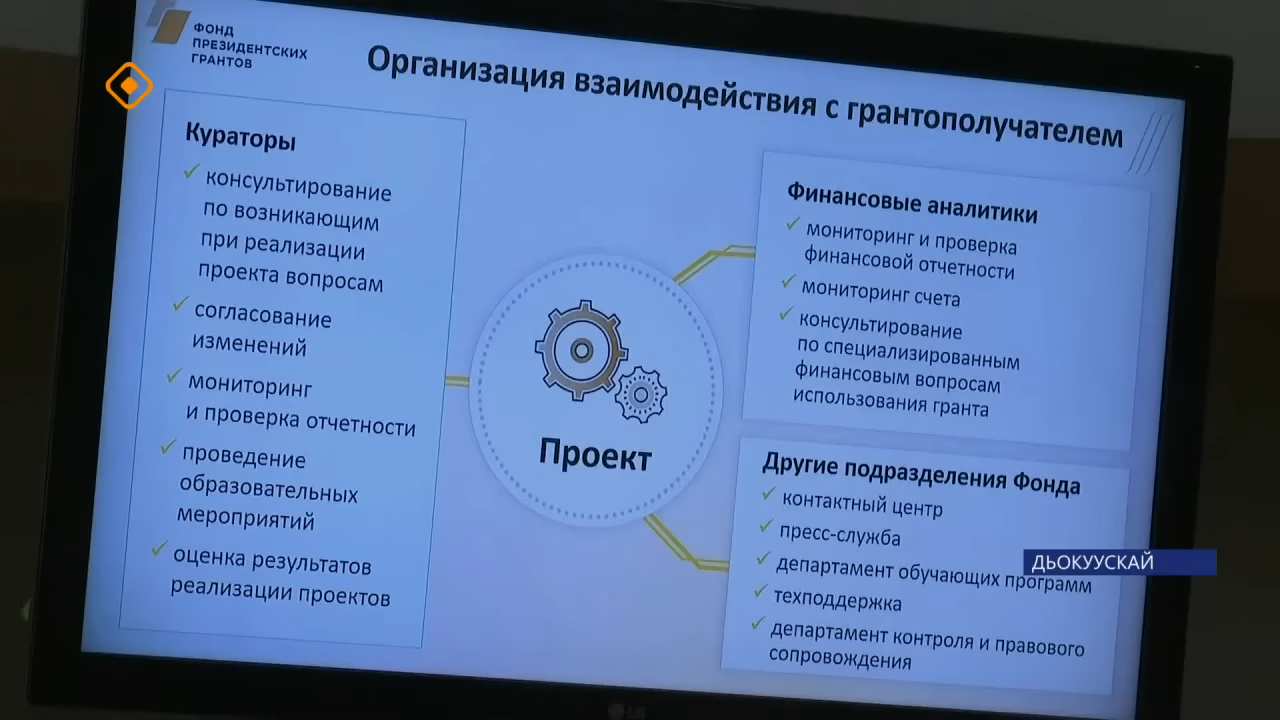 ФОНД
ПРЕЗИДЕНТСКИХ
ГРАНТОВ
Организация взаимодействия с грантополучателем
Кураторы
консультирование
по возникающим
при реализации
проекта вопросам
согласование
изменений
мониторинг
и проверка отчетности
проведение
образовательных
мероприятий
оценка результатов
реализации проектов
Проект
Финансовые аналитики
мониторинг и проверка
финансовой отчетности
мониторинг счета
консультирование
по специализированным
финансовым вопросам
использования гранта
Другие подразделения Фонда
контактный центр
пресс-служба
департамент обучающих программ
техподдержка
департамент контроля и правового
сопровождения
ДЬОКУУСКАЙ
LG